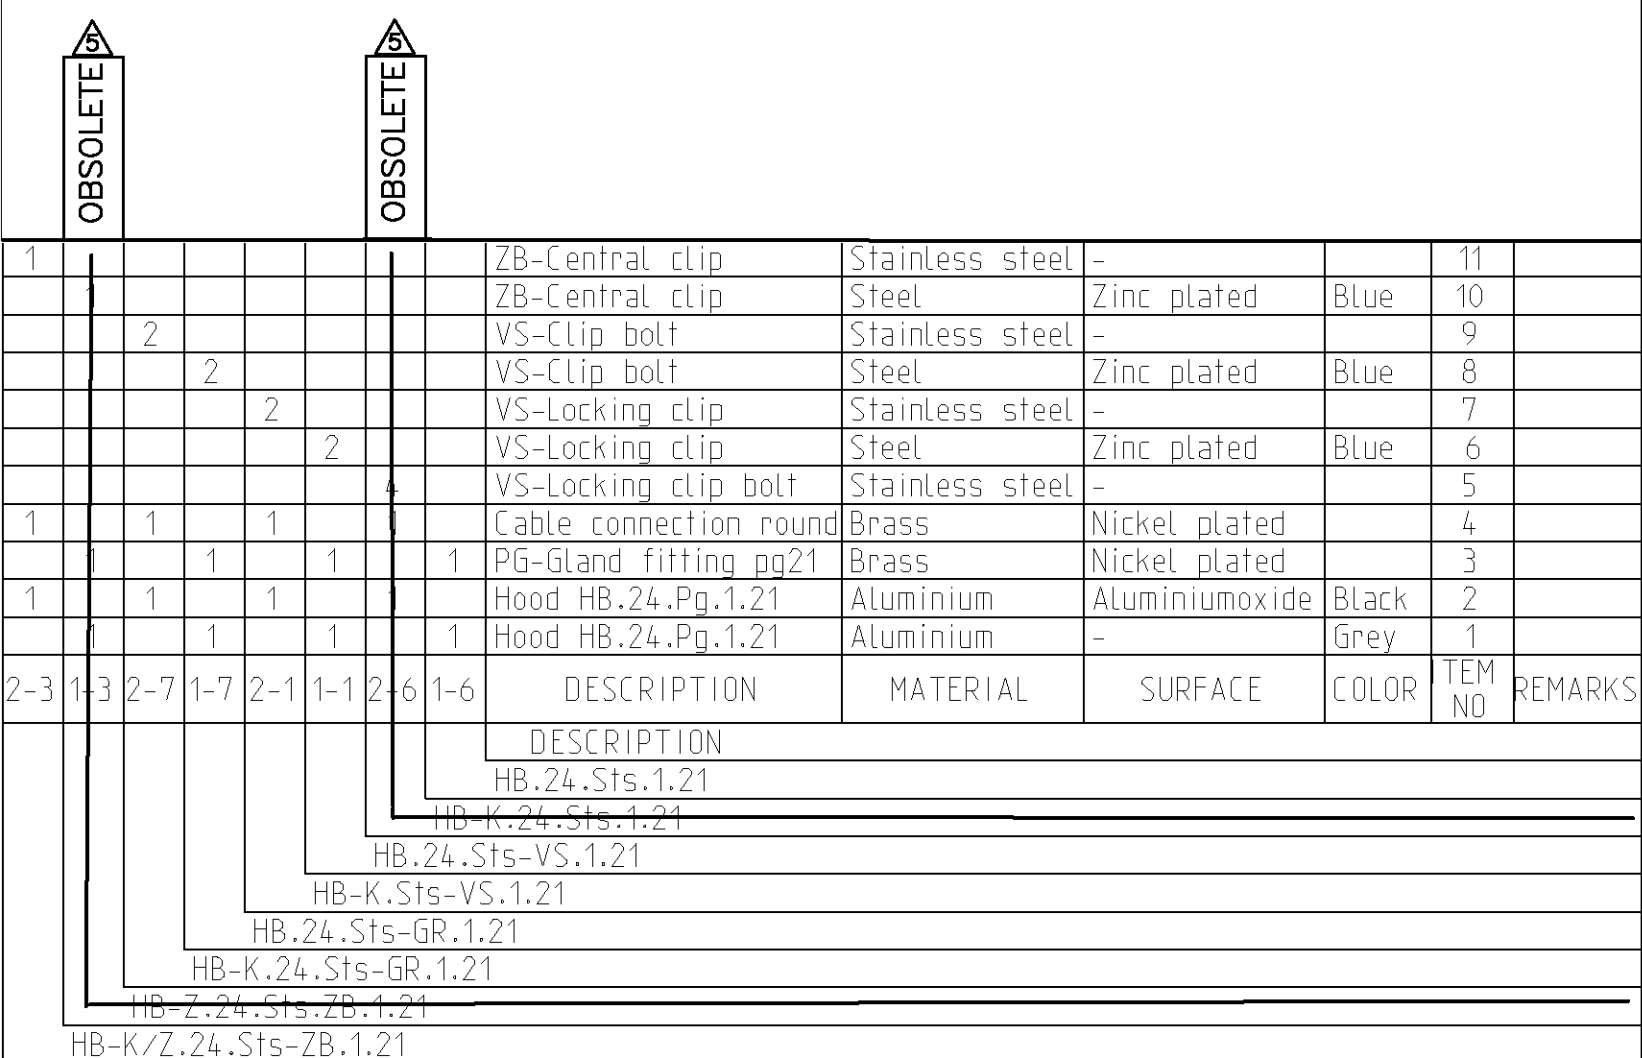 5 5
OBSOLETE OBSOLETE
1 ZB-Central clip Stainless steel - 11
1 ZB-Central clip Steel Zinc plated Blue 10
2 VS-Clip bolt Stainless steel - 9
2 VS-Clip bolt Steel Zinc plated Blue 8
2 VS-Locking clip Stainless steel - 7
2 VS-Locking clip Steel Zinc plated Blue 6
4 VS-Locking clip bolt Stainless steel - 5
1 1 1 1 Cable connection round Brass Nickel plated 4
1 1 1 1 PG-Gland fitting pg21 Brass Nickel plated 3
1 1 1 1 Hood HB.24.Pg.1.21 Aluminium Aluminiumoxide Black 2
1 1 1 1 Hood HB.24.Pg.1.21 Aluminium - Grey 1
2-3 1-3 2-7 1-7 2-1 1-1 2-6 1-6 DESCRIPTION MATERIAL SURFACE COLOR ITEM NO REMARKS
DESCRIPTION
HB.24.Sts.1.21
HB-K.24.Sts.1.21
HB.24.Sts-VS.1.21
HB-K.Sts-VS.1.21
HB.24.Sts-GR.1.21
HB-K.24.Sts-GR.1.21
HB-Z.24.Sts.ZB.1.21
HB-K/Z.24.Sts-ZB.1.21